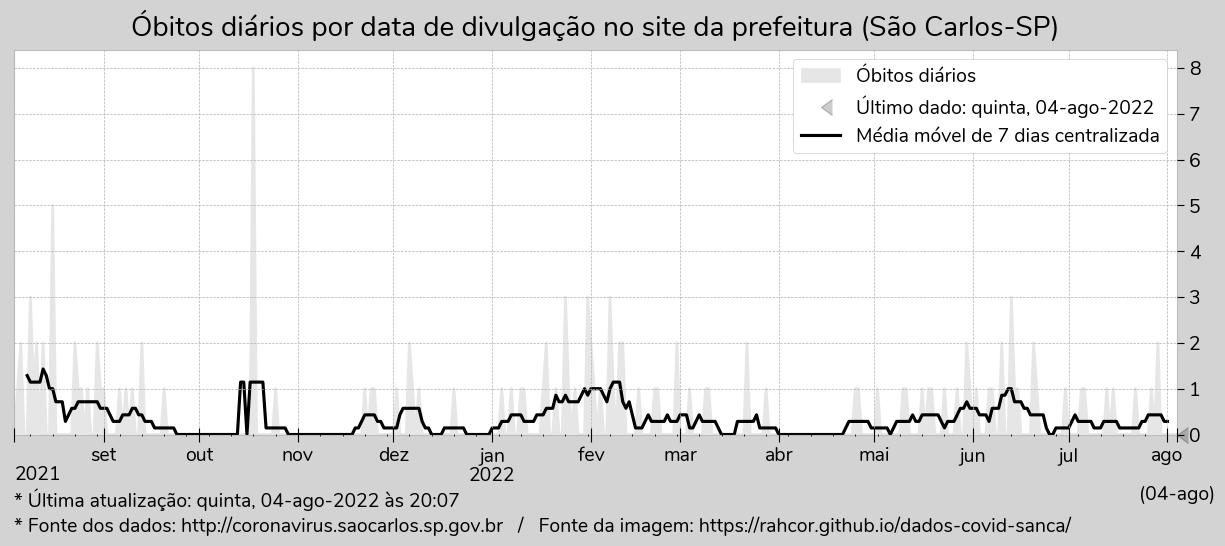 Óbitos diários por data de divulgação no site da prefeitura (São Carlos-SP)
Óbitos diários
Último dado: quinta, 04-ago-2022
Média móvel de 7 dias centralizada
8
7
6
5
4
3
2
1
0
set out nov dez jan fev mar abr mai jun jul ago
2021 2022
(04-ago)
* Última atualização: quinta, 04-ago-2022 às 20:07
* Fonte dos dados: http://coronavirus.saocarlos.sp.gov.br / Fonte da imagem: https://rahcor.github.io/dados-covid-sanca/